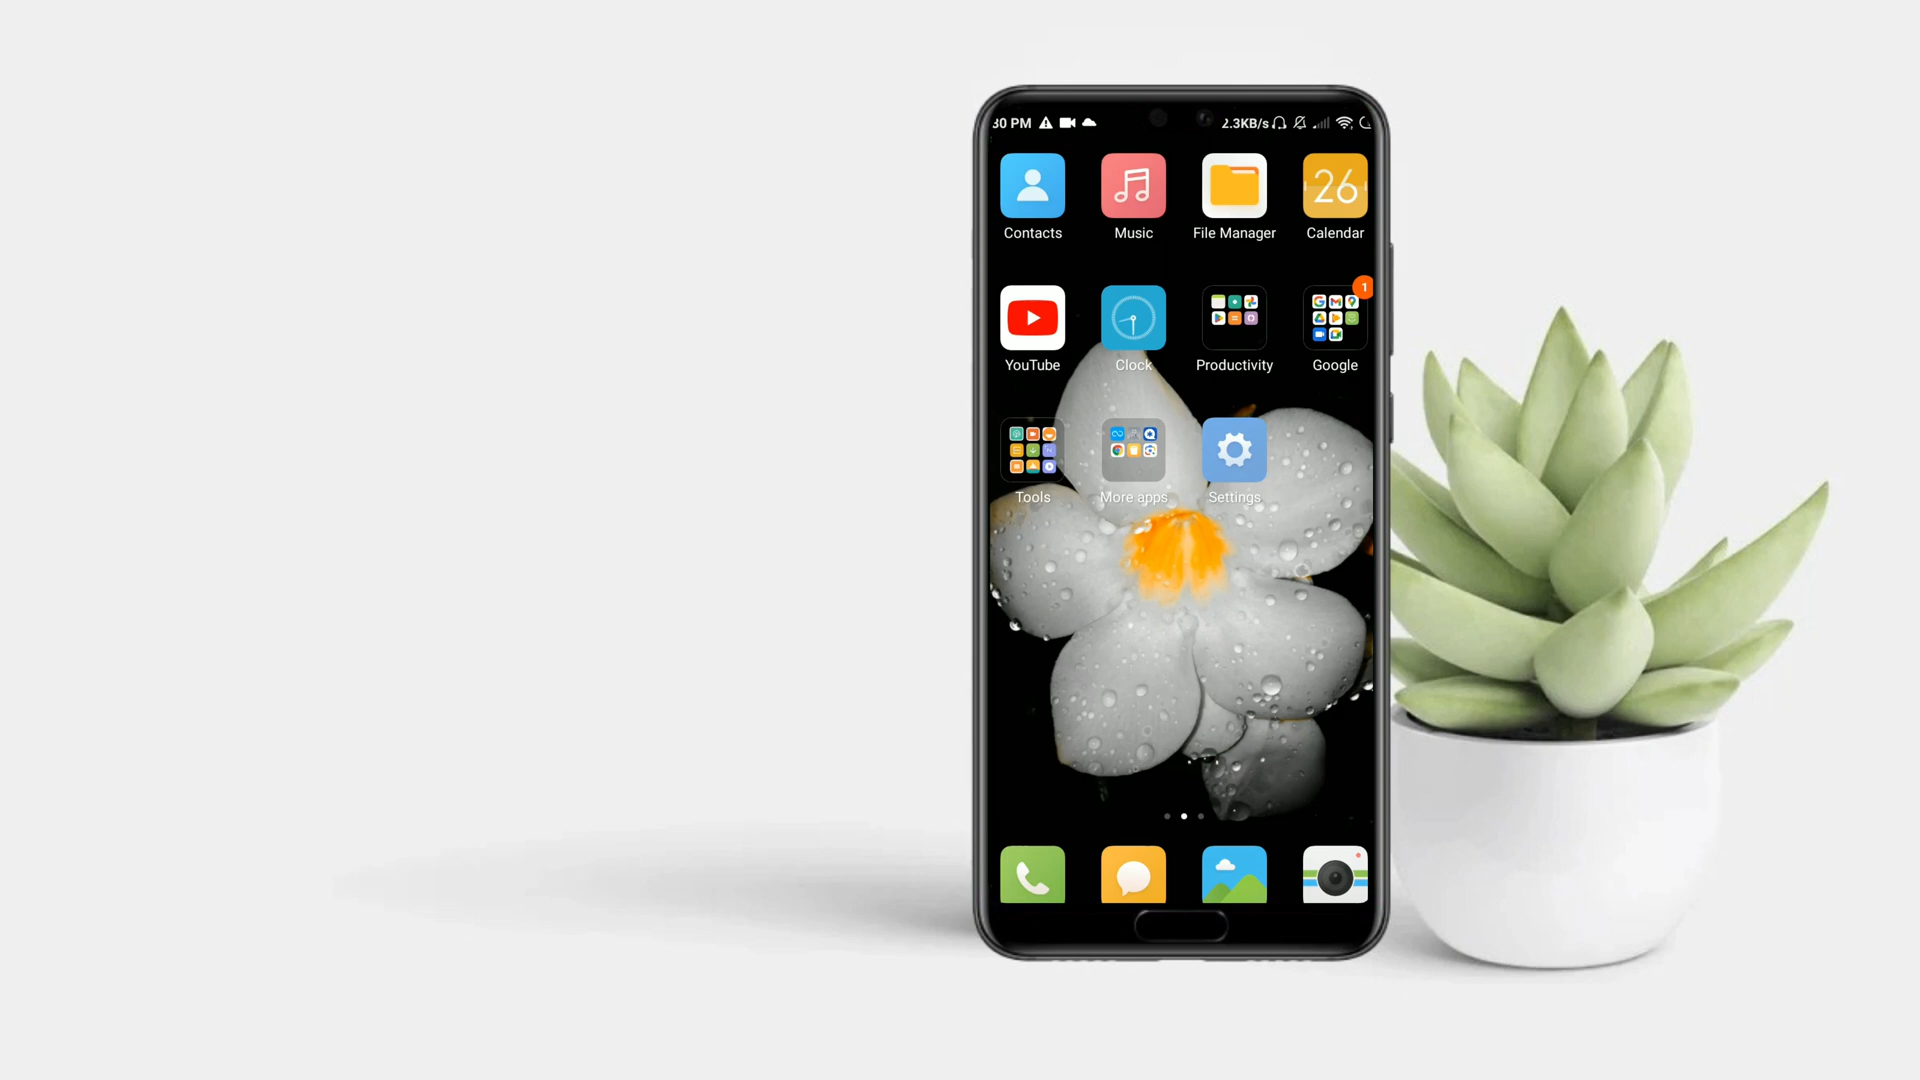 30 PM 2.3KB/s
Contacts Music File Manager Calendar
26
1
YouTube Clock Productivity Google
Tools More apps Settings